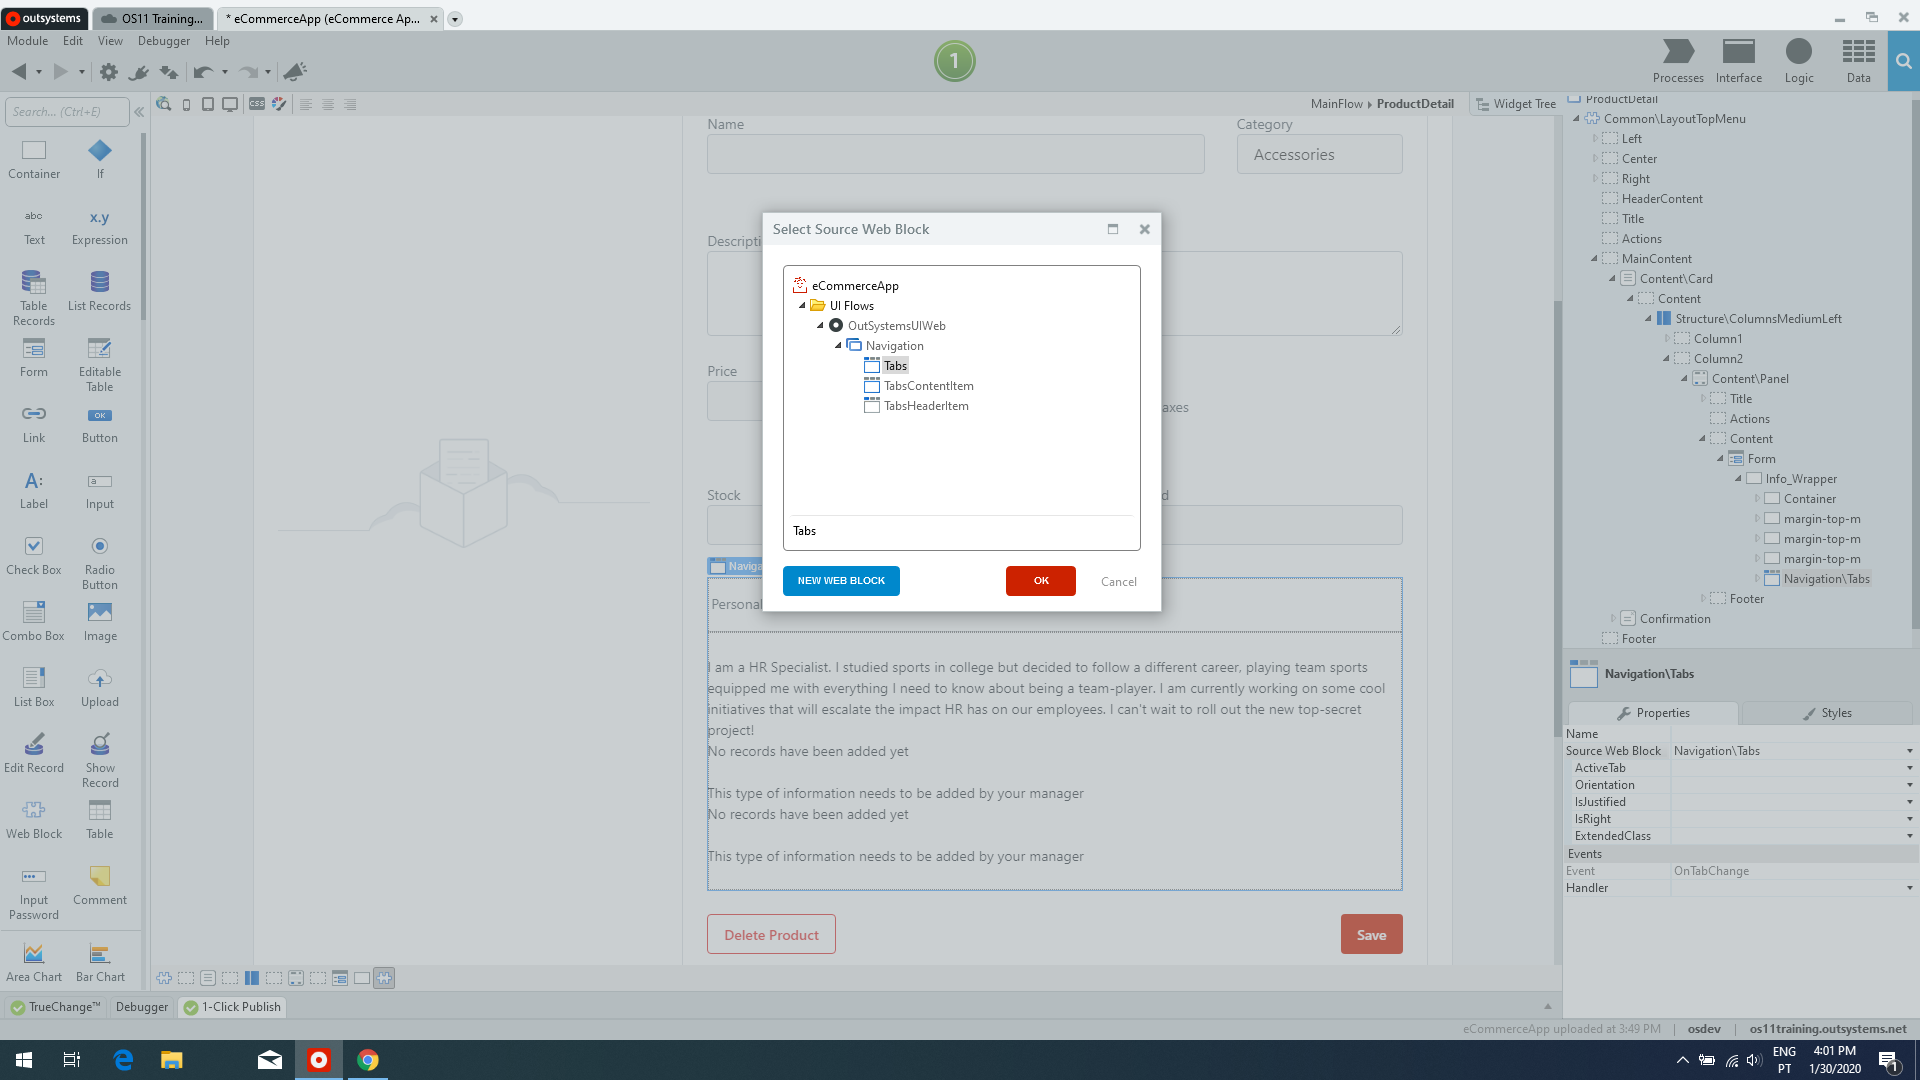 outsystems
OS11 Training...
* eCommerceApp (eCommerce Ap...
Module Edit View Debugger Help
1
Processes Interface Logic Data
Search... (Ctrl+E)
CSS
MainFlow ProductDetail
Widget Tree
Container If
abc x.y
Text Expression
Table Records
List Records
Form
Editable Table
OK
Link Button
A: a
Label Input
Check Box
Radio Button
Combo Box Image
List Box Upload
Edit Record
Show Record
Web Block Table
Input Password
Comment
Area Chart Bar Chart
Name
Category
Accessories
Descripti
Price
axes
Stock
d
Naviga
Personal
I am a HR Specialist. I studied sports in college but decided to follow a different career, playing team sports
equipped me with everything I need to know about being a team-player. I am currently working on some cool
initiatives that will escalate the impact HR has on our employees. I can't wait to roll out the new top-secret
project!
No records have been added yet
This type of information needs to be added by your manager
No records have been added yet
This type of information needs to be added by your manager
Delete Product
Save
Select Source Web Block
eCommerceApp
UI Flows
OutSystemsUIWeb
Navigation
Tabs
TabsContentItem
TabsHeaderItem
Tabs
NEW WEB BLOCK
OK
Cancel
ProductDetail
Common\LayoutTopMenu
Left
Center
Right
HeaderContent
Title
Actions
MainContent
Content\Card
Content
Structure\ColumnsMediumLeft
Column1
Column2
Content\Panel
Title
Actions
Content
Form
Info_Wrapper
Container
margin-top-m
margin-top-m
margin-top-m
Navigation\Tabs
Footer
Confirmation
Footer
Navigation\Tabs
Properties Styles
Name
Source Web Block Navigation\Tabs
ActiveTab
Orientation
IsJustified
IsRight
ExtendedClass
Events
Event OnTabChange
Handler
TrueChange™ Debugger 1-Click Publish
eCommerceApp uploaded at 3:49 PM osdev os11training.outsystems.net
ENG
PT
4:01 PM
1/30/2020
1